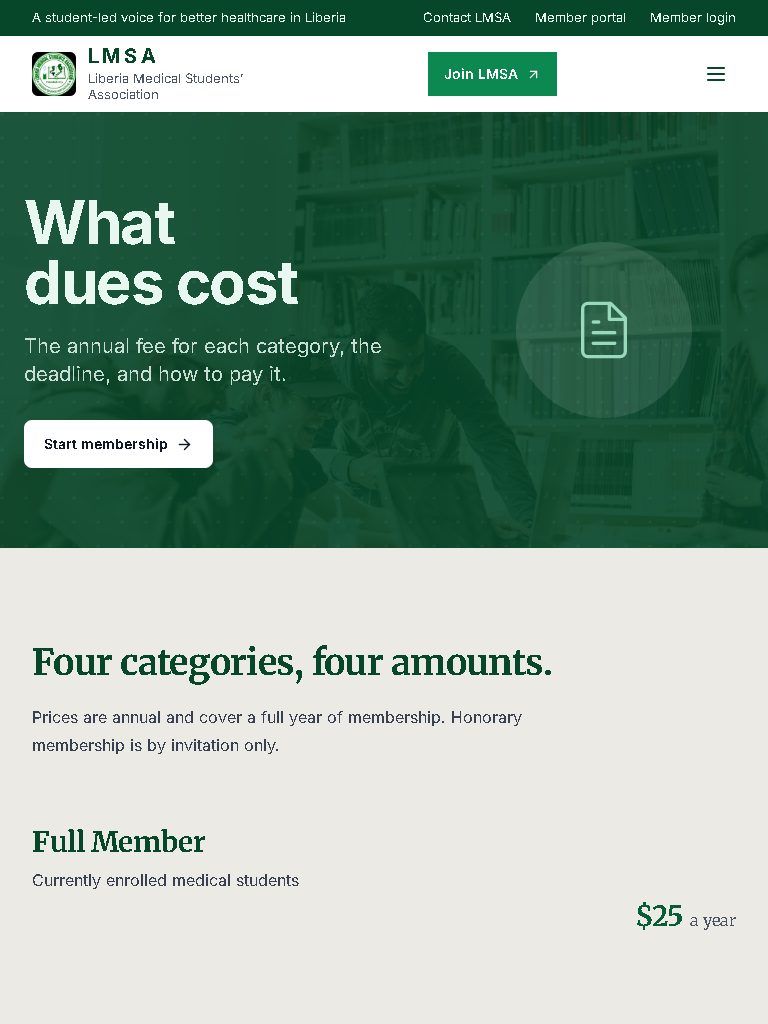 A student-led voice for better healthcare in Liberia
Contact LMSA
Member portal
Member login
LMSA
Liberia Medical Students'
Association
Join LMSA
What
dues cost
The annual fee for each category, the
deadline, and how to pay it.
Start membership
Four categories, four amounts.
Prices are annual and cover a full year of membership. Honorary
membership is by invitation only.
Full Member
Currently enrolled medical students
$25 a year